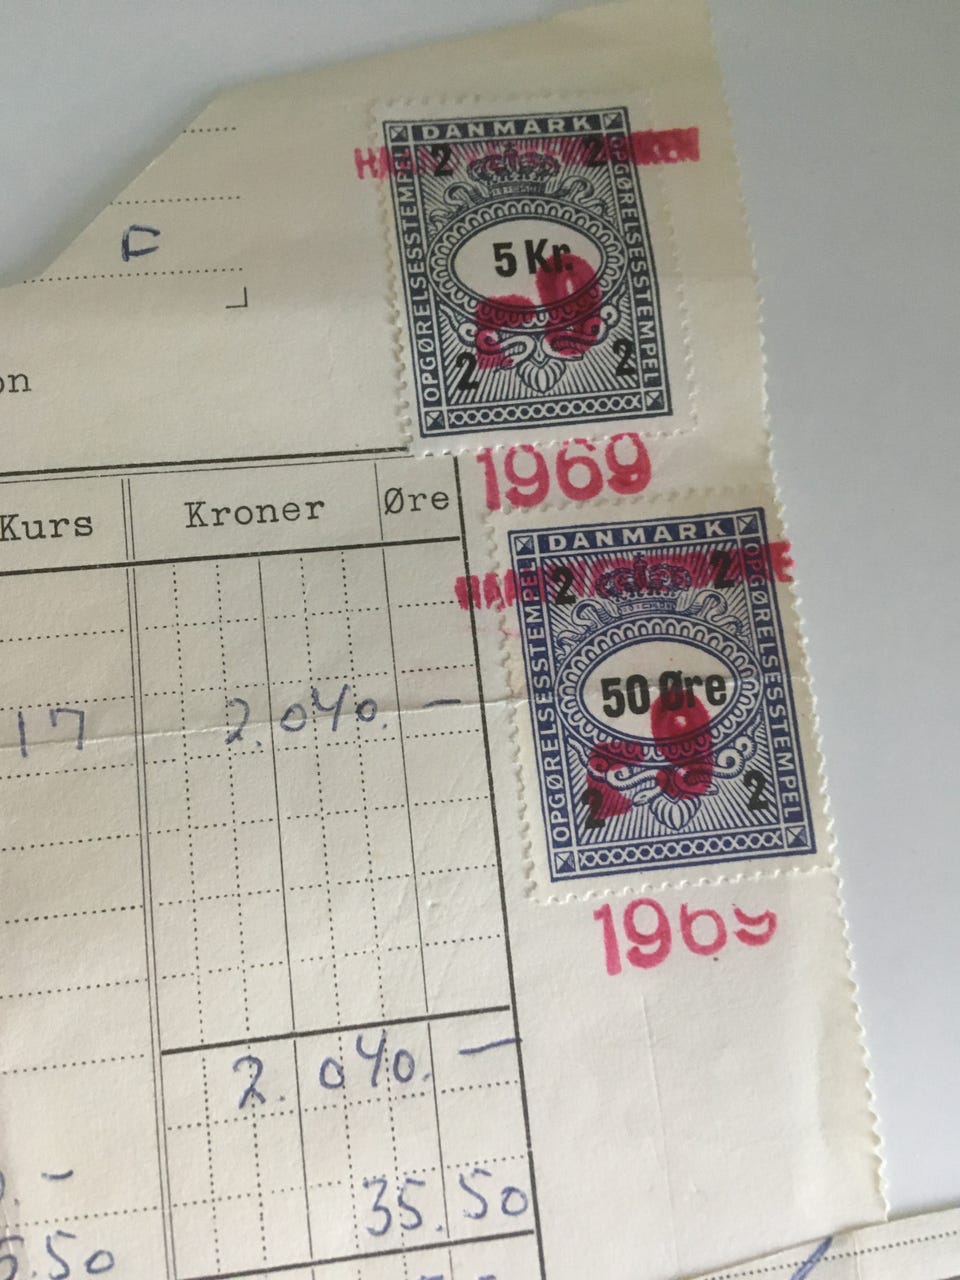 DANMARK
2 2
OPGØRELSESSTEMPEL
5 Kr.
OPGØRELSESSTEMPEL
2 2
1969
Kurs Kroner Øre
DANMARK
2 2
OPGØRELSESSTEMPEL
50 Øre
OPGØRELSESSTEMPEL
2 2
1969
17 2.040.-
2.040.-
35.50